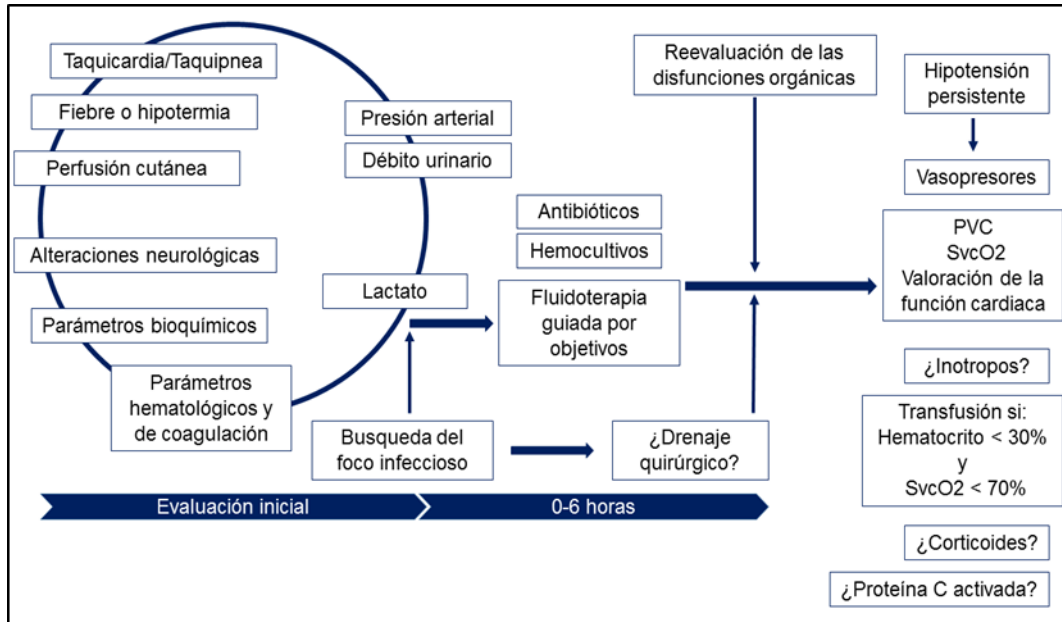 Taquicardia/Taquipnea
Fiebre o hipotermia
Perfusión cutánea
Alteraciones neurológicas
Parámetros bioquímicos
Parámetros
hematológicos y
de coagulación
Presión arterial
Débito urinario
Lactato
Busqueda del
foco infeccioso
Antibióticos
Hemocultivos
Fluidoterapia
guiada por
objetivos
¿Drenaje
quirúrgico?
Reevaluación de las
disfunciones orgánicas
Hipotensión
persistente
Vasopresores
PVC
SvcO2
Valoración de la
función cardiaca
¿Inotropos?
Transfusión si:
Hematocrito < 30%
y
SvcO2 < 70%
¿Corticoides?
¿Proteína C activada?
Evaluación inicial
0-6 horas